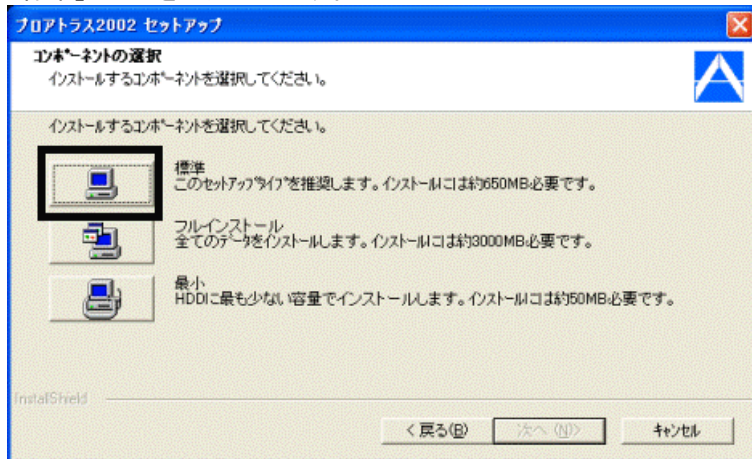 プロアトラス2002 セットアップ
コンポーネントの選択
インストールするコンポーネントを選択してください。
インストールするコンポーネントを選択してください。
標準
このセットアップタイプを推奨します。インストールには約650MB必要です。
フルインストール
全てのデータをインストールします。インストールには約3000MB必要です。
最小
HDDに最も少ない容量でインストールします。インストールには約50MB必要です。
InstallShield
< 戻る(B)
次へ (N)>
キャンセル